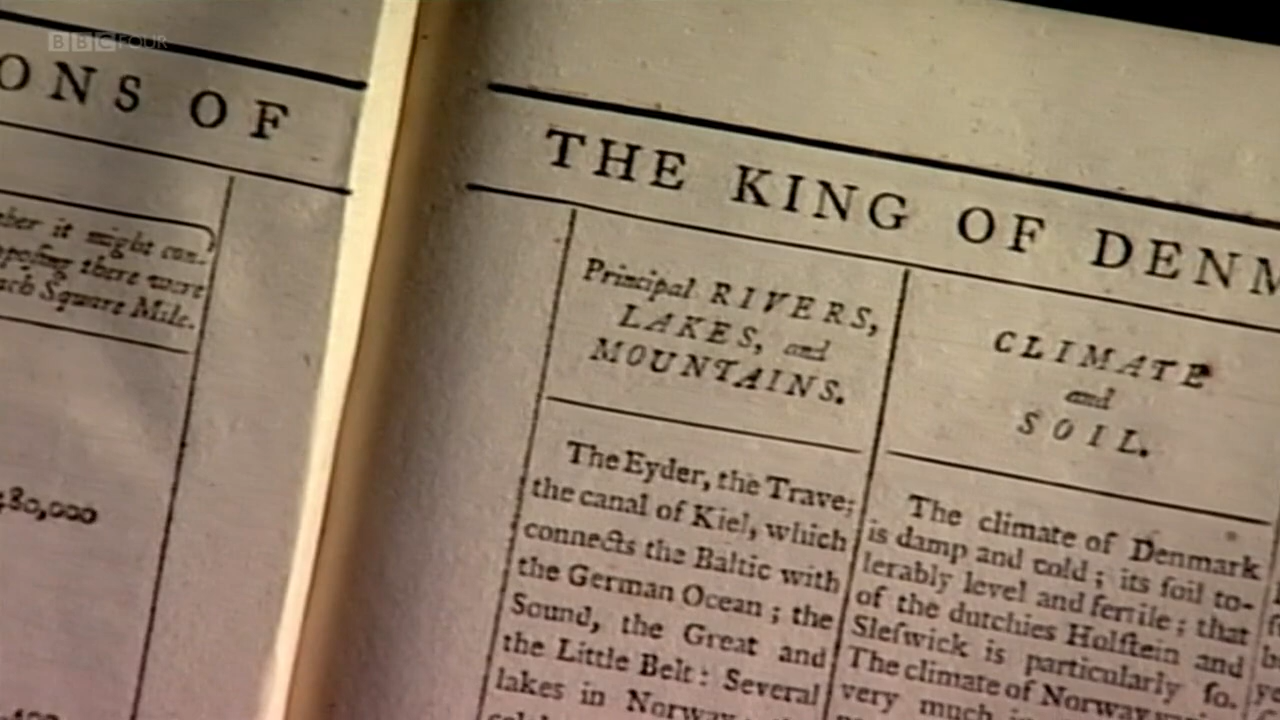 BBC FOUR
ONS OF
ber it might con-
pposing there were
ach Square Mile.
480,000
THE KING OF DENM
Principal RIVERS,
LAKES, and
MOUNTAINS.
The Eyder, the Trave;
the canal of Kiel, which
connects the Baltic with
the German Ocean; the
Sound, the Great and
the Little Belt: Several
lakes in Norway; the
CLIMATE
and
SOIL.
The climate of Denmark
is damp and cold; its soil to-
lerably level and fertile; that
of the dutchies Holſtein and
Sleſwick is particularly ſo.
The climate of Norway
very much